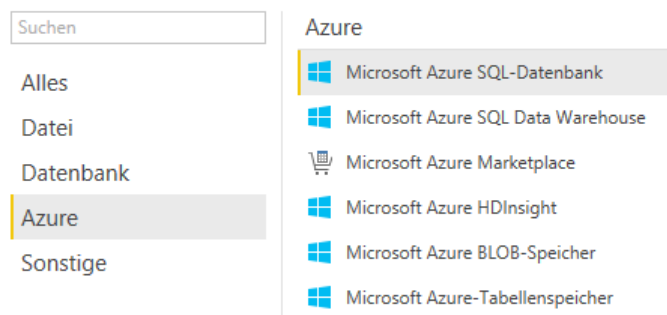 Suchen
Alles
Datei
Datenbank
Azure
Sonstige
Azure
Microsoft Azure SQL-Datenbank
Microsoft Azure SQL Data Warehouse
Microsoft Azure Marketplace
Microsoft Azure HDInsight
Microsoft Azure BLOB-Speicher
Microsoft Azure-Tabellenspeicher